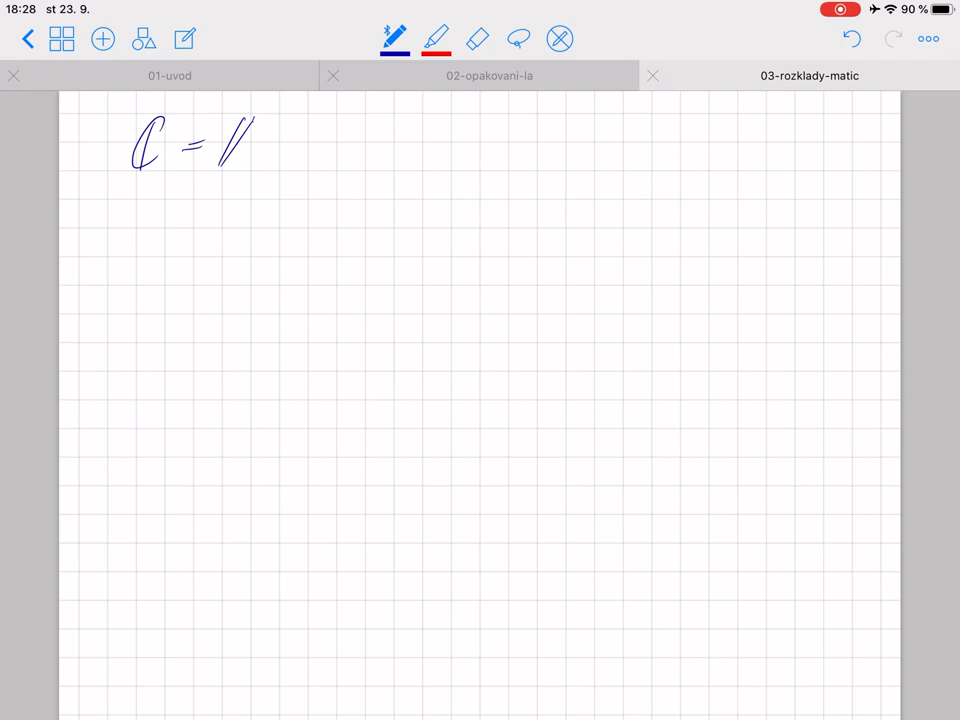 18:28 st 23. 9. 90 %
01-uvod 02-opakovani-la 03-rozklady-matic
ℂ =